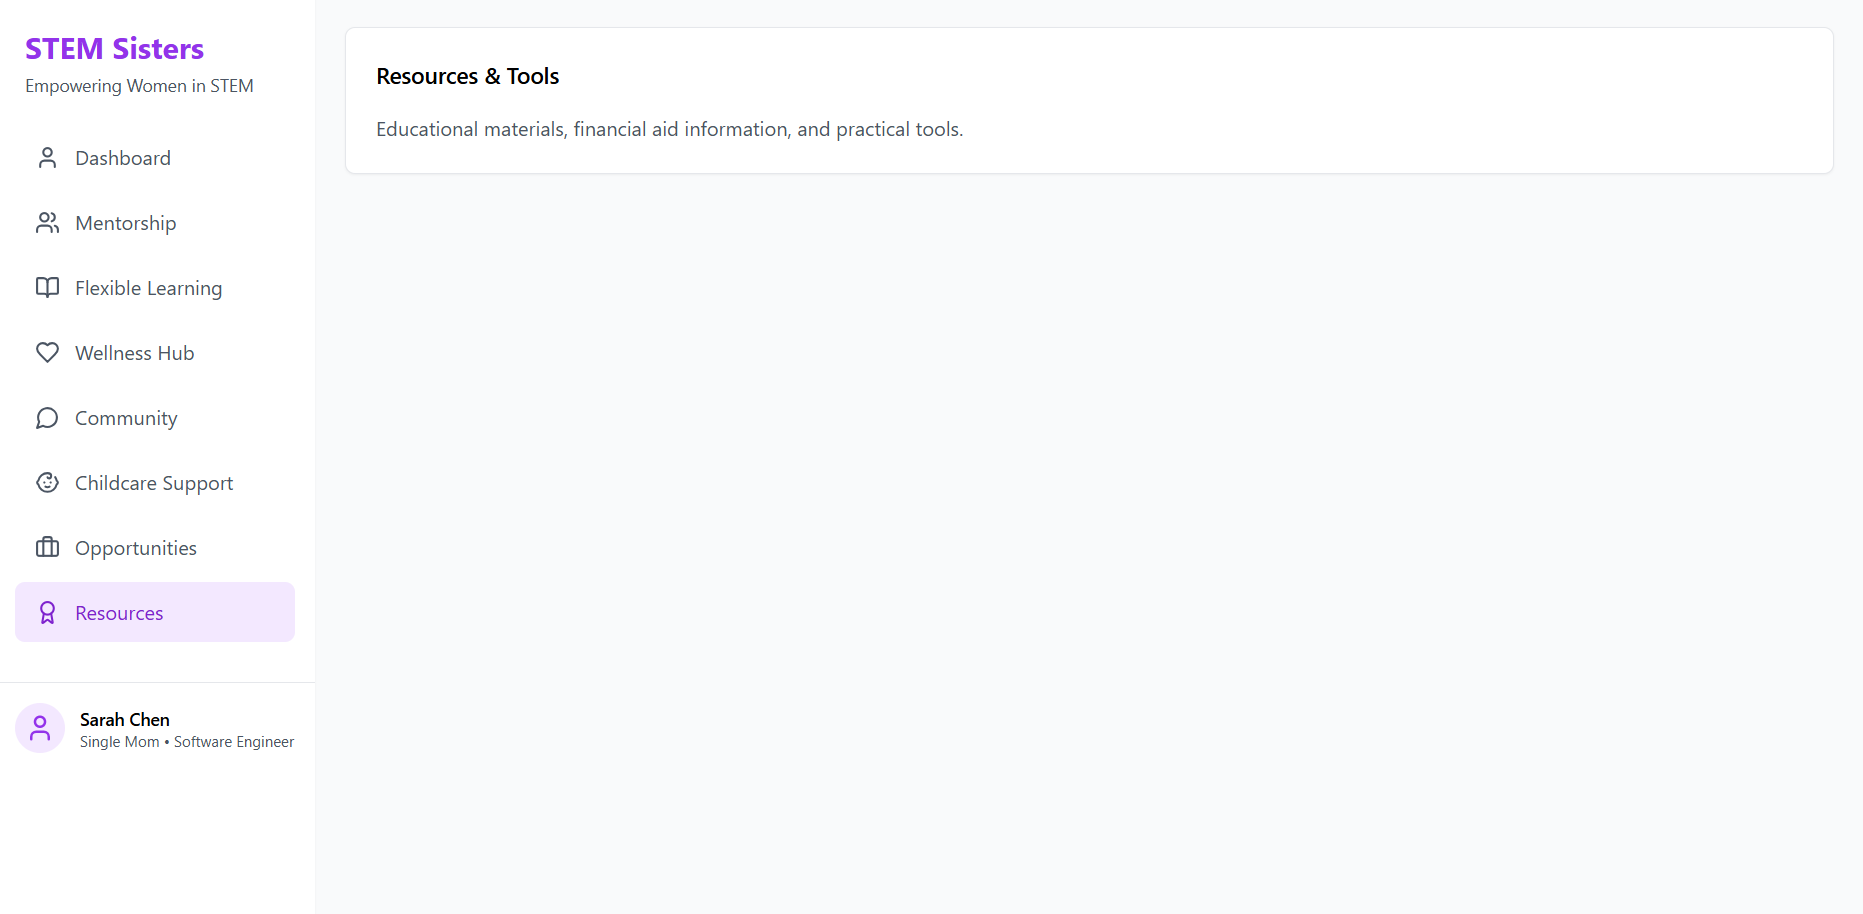 STEM Sisters
Empowering Women in STEM
Dashboard
Mentorship
Flexible Learning
Wellness Hub
Community
Childcare Support
Opportunities
Resources
Sarah Chen
Single Mom • Software Engineer
Resources & Tools
Educational materials, financial aid information, and practical tools.